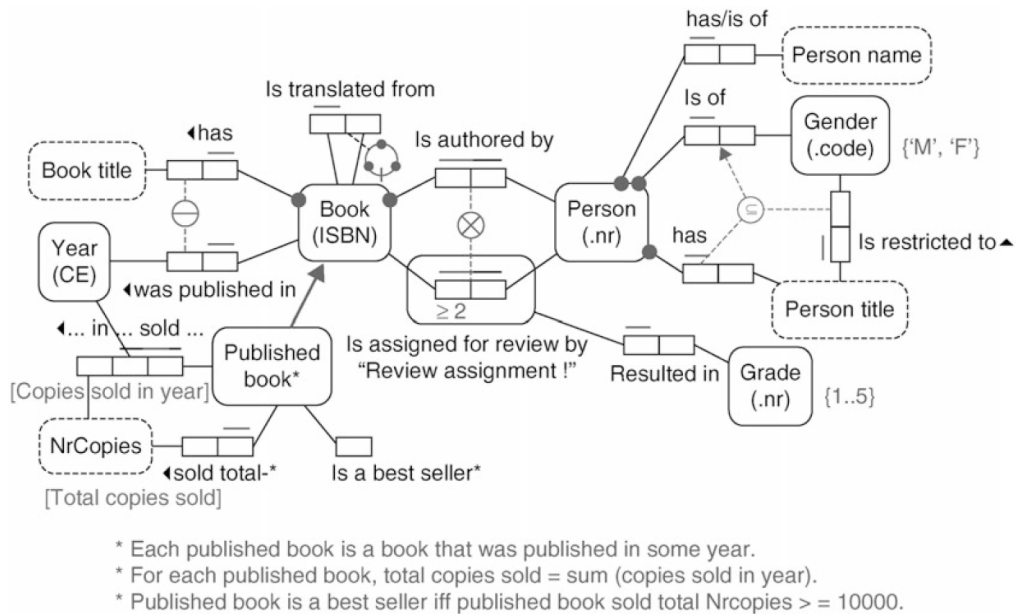 has/is of
Person name
Is translated from
Is of
◂has
Is authored by
Gender
(.code)
{‘M’, ‘F’}
Book title
Book
(ISBN)
Person
(.nr)
⊆
Year
(CE)
has
Is restricted to▴
◂was published in
≥ 2
Person title
◂... in ... sold ...
Published
book*
Is assigned for review by
“Review assignment !”
Resulted in
Grade
(.nr)
{1..5}
[Copies sold in year]
NrCopies
◂sold total-*
Is a best seller*
[Total copies sold]
* Each published book is a book that was published in some year.
* For each published book, total copies sold = sum (copies sold in year).
* Published book is a best seller iff published book sold total Nrcopies > = 10000.